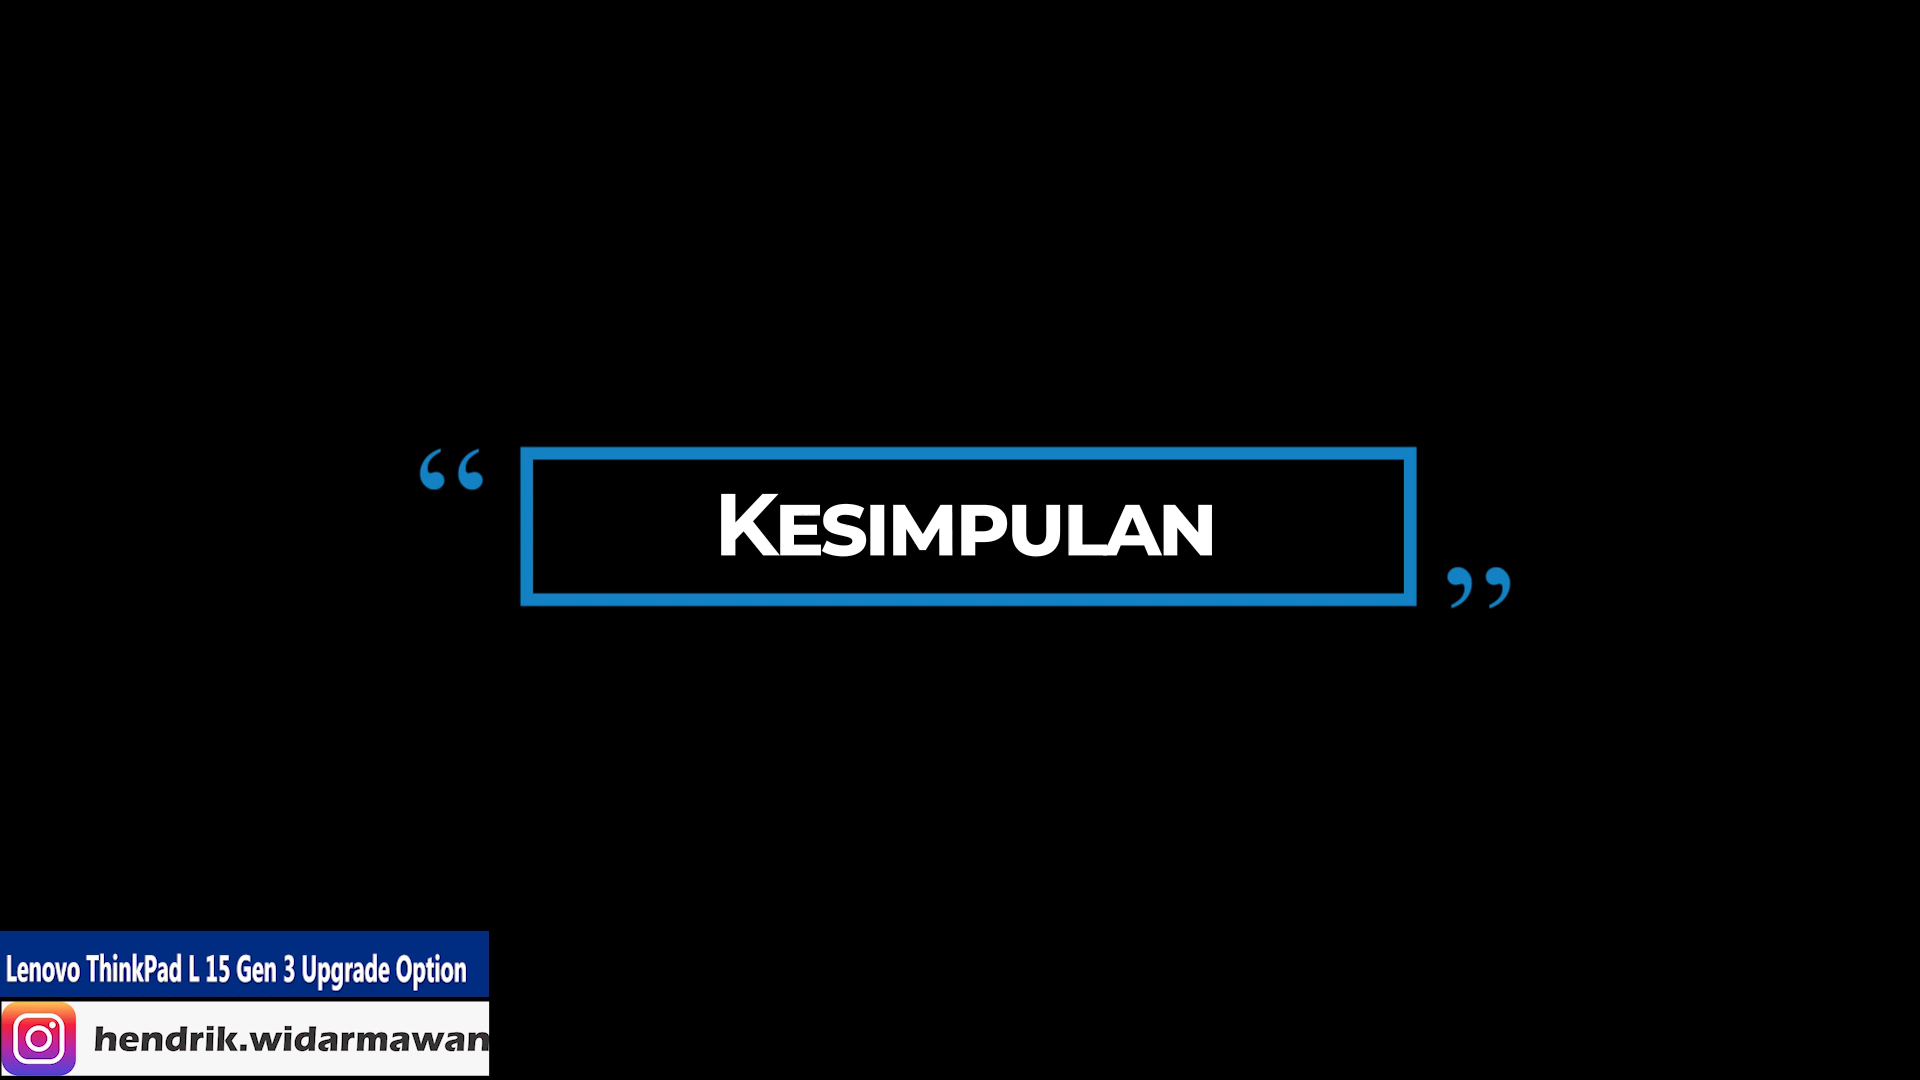 “ KESIMPULAN ”
Lenovo ThinkPad L 15 Gen 3 Upgrade Option
hendrik.widarmawan